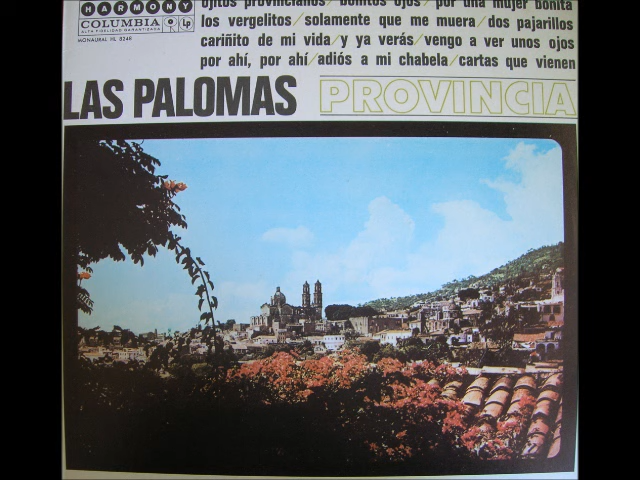 HARMONY
COLUMBIA Lp
ALTA FIDELIDAD GARANTIZADA
MONAURAL HL 8248
ojitos provincianos / bonitos ojos / por una mujer bonita
los vergelitos / solamente que me muera / dos pajarillos
cariñito de mi vida / y ya verás / vengo a ver unos ojos
por ahí, por ahí / adiós a mi chabela / cartas que vienen
LAS PALOMAS PROVINCIA